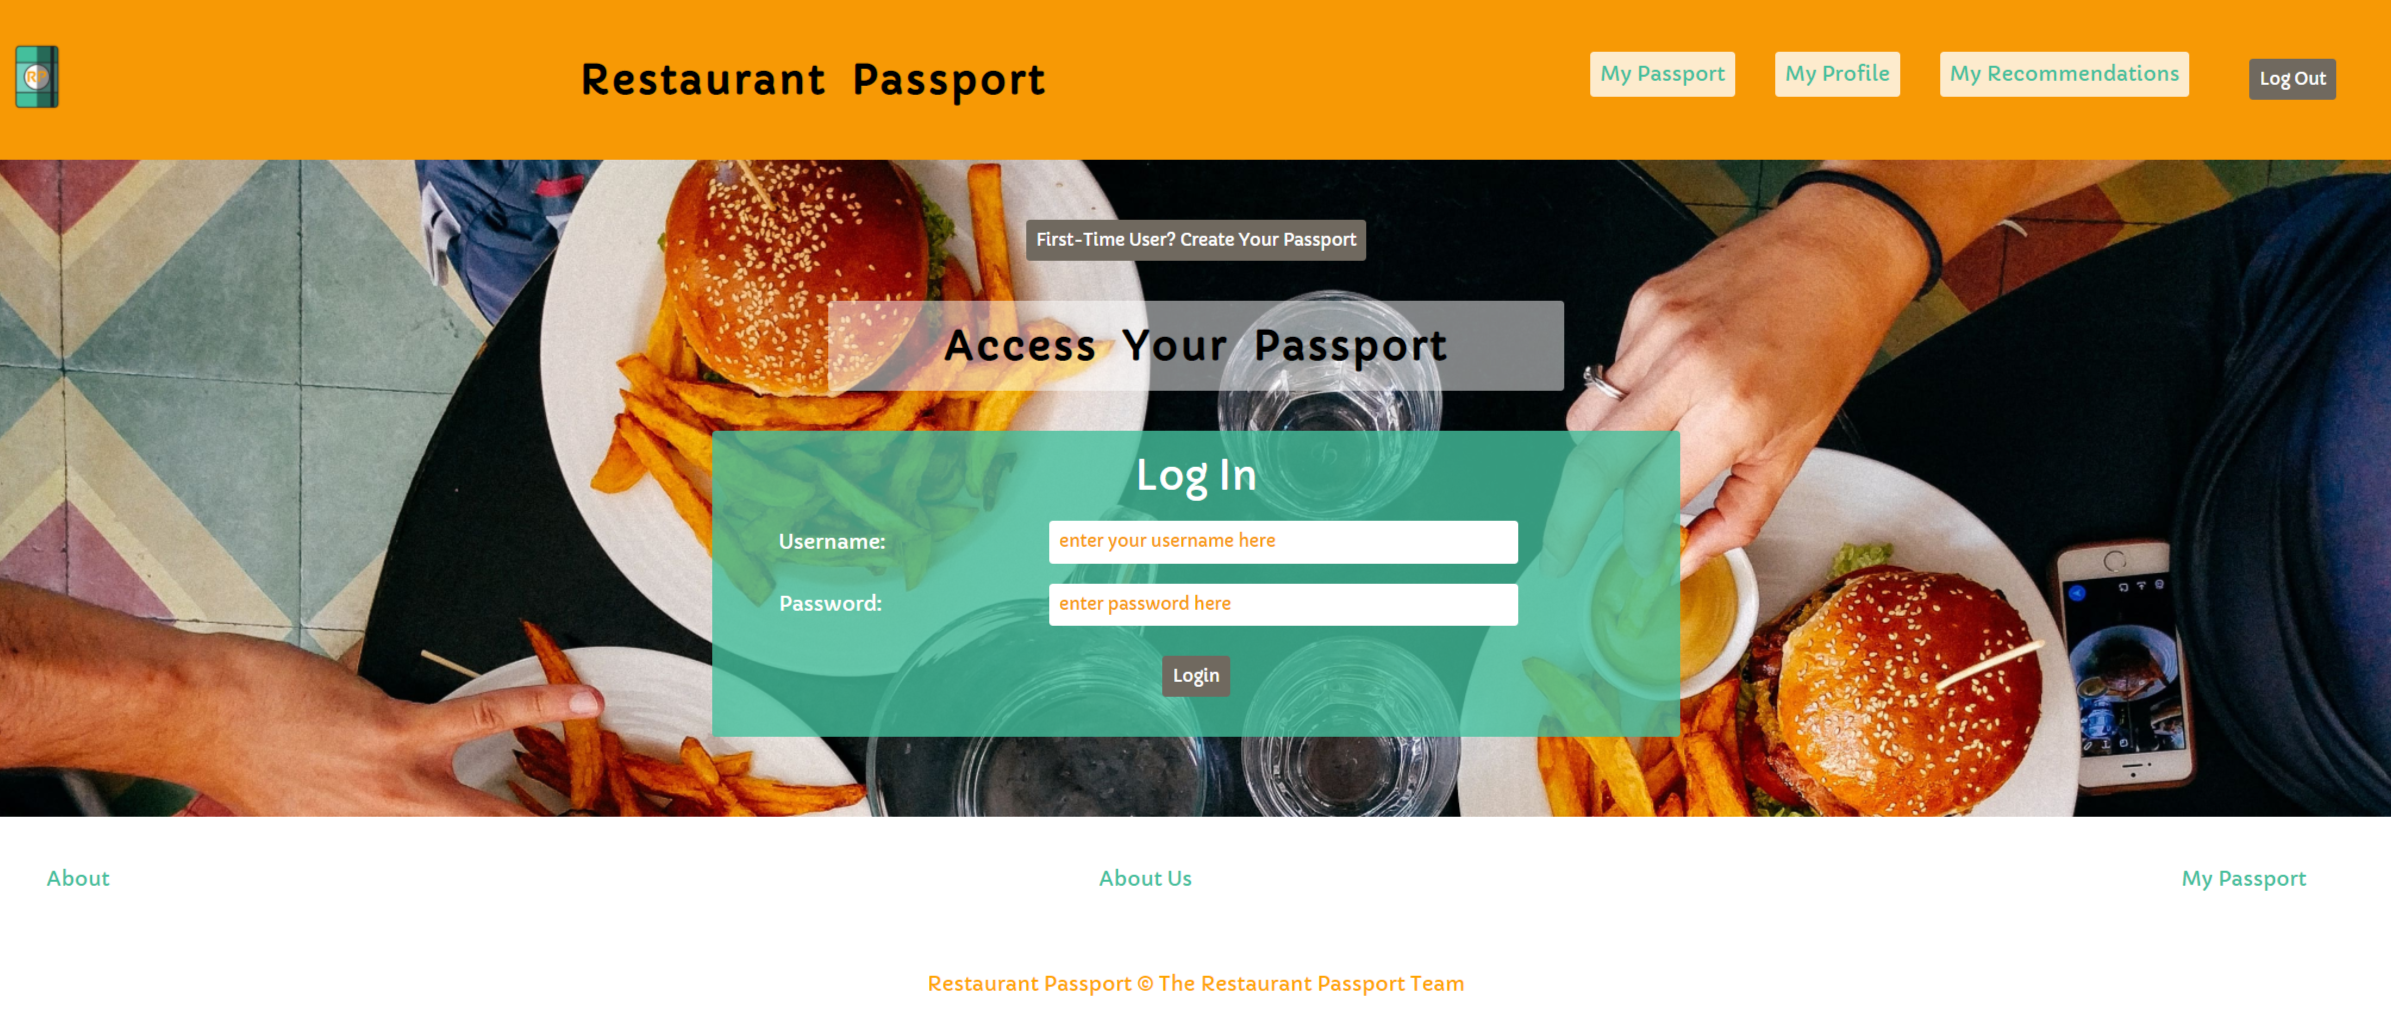 RP
Restaurant Passport
My Passport
My Profile
My Recommendations
Log Out
First-Time User? Create Your Passport
Access Your Passport
Log In
Username:
enter your username here
Password:
enter password here
Login
About
About Us
My Passport
Restaurant Passport © The Restaurant Passport Team